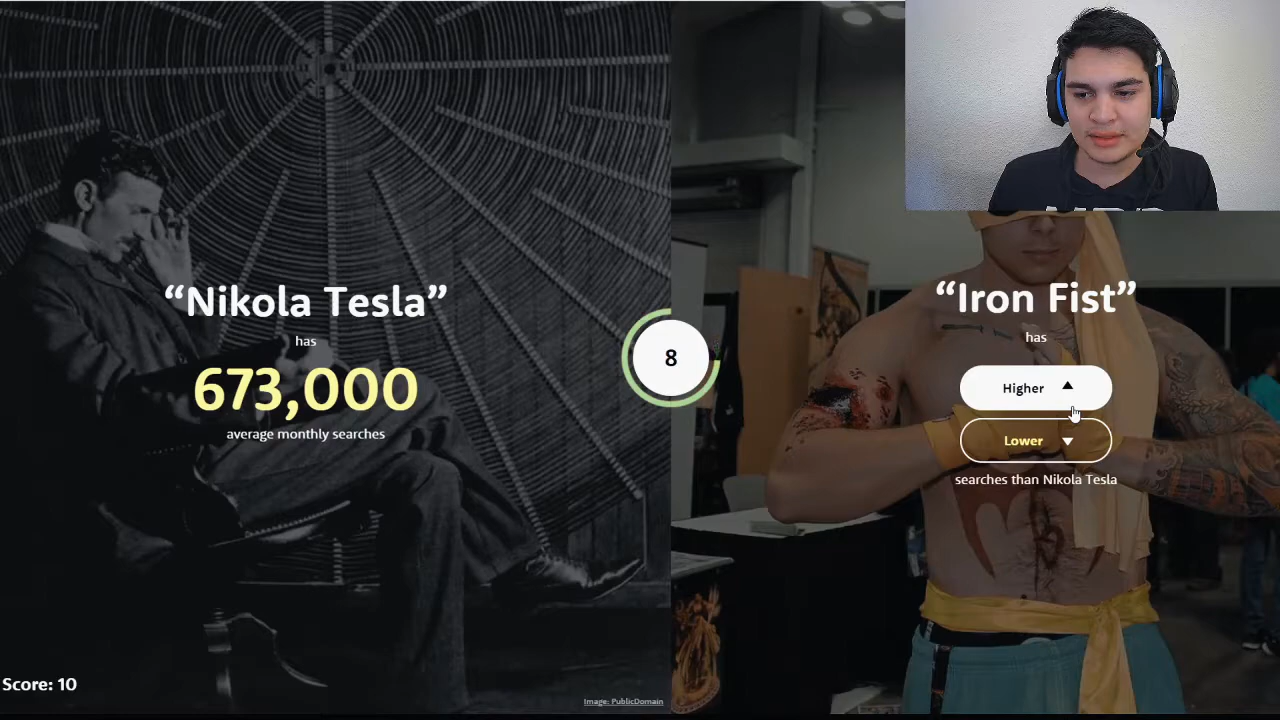 “Nikola Tesla”
has
673,000
average monthly searches
8
“Iron Fist”
has
Higher
Lower
searches than Nikola Tesla
Score: 10
Image: PublicDomain